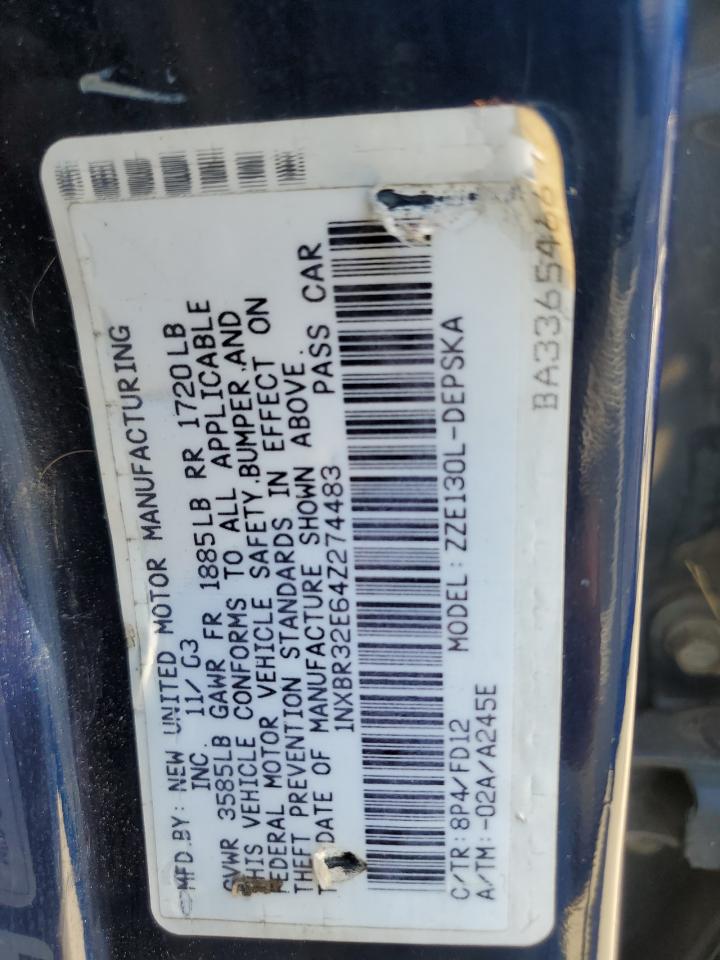 MFD.BY: NEW UNITED MOTOR MANUFACTURING
INC. 11/03
GVWR 3585LB GAWR FR 1885LB RR 1720LB
THIS VEHICLE CONFORMS TO ALL APPLICABLE
FEDERAL MOTOR VEHICLE SAFETY, BUMPER, AND
THEFT PREVENTION STANDARDS IN EFFECT ON
DATE OF MANUFACTURE SHOWN ABOVE.
1NXBR32E64Z274483 PASS CAR
C/TR: 8P4/FD12 MODEL: ZZE130L-DEPSKA
A/TM: -02A/A245E